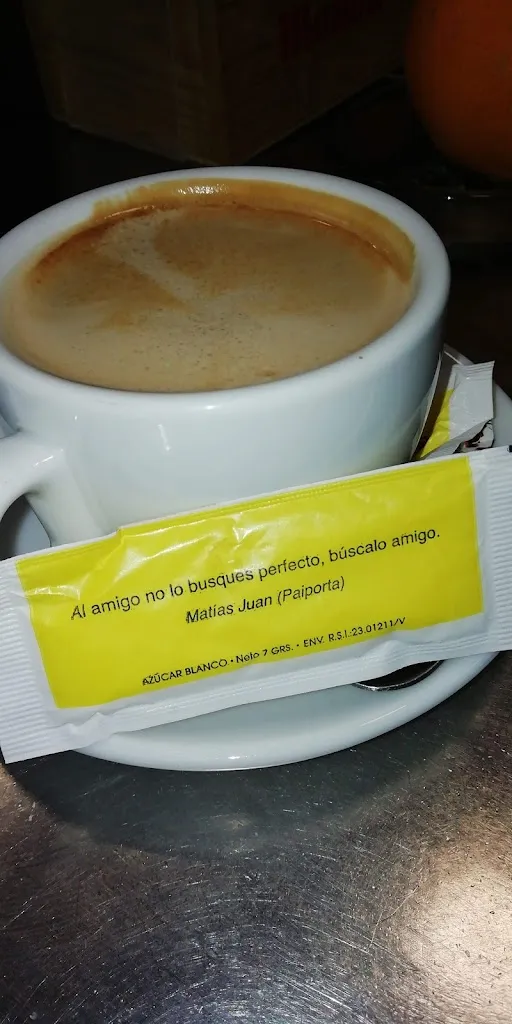 Al amigo no lo busques perfecto, búscalo amigo.
Matías Juan (Paiporta)
AZÚCAR BLANCO • Neto 7 GRS. • ENV. R.S.I.:23.01211/V